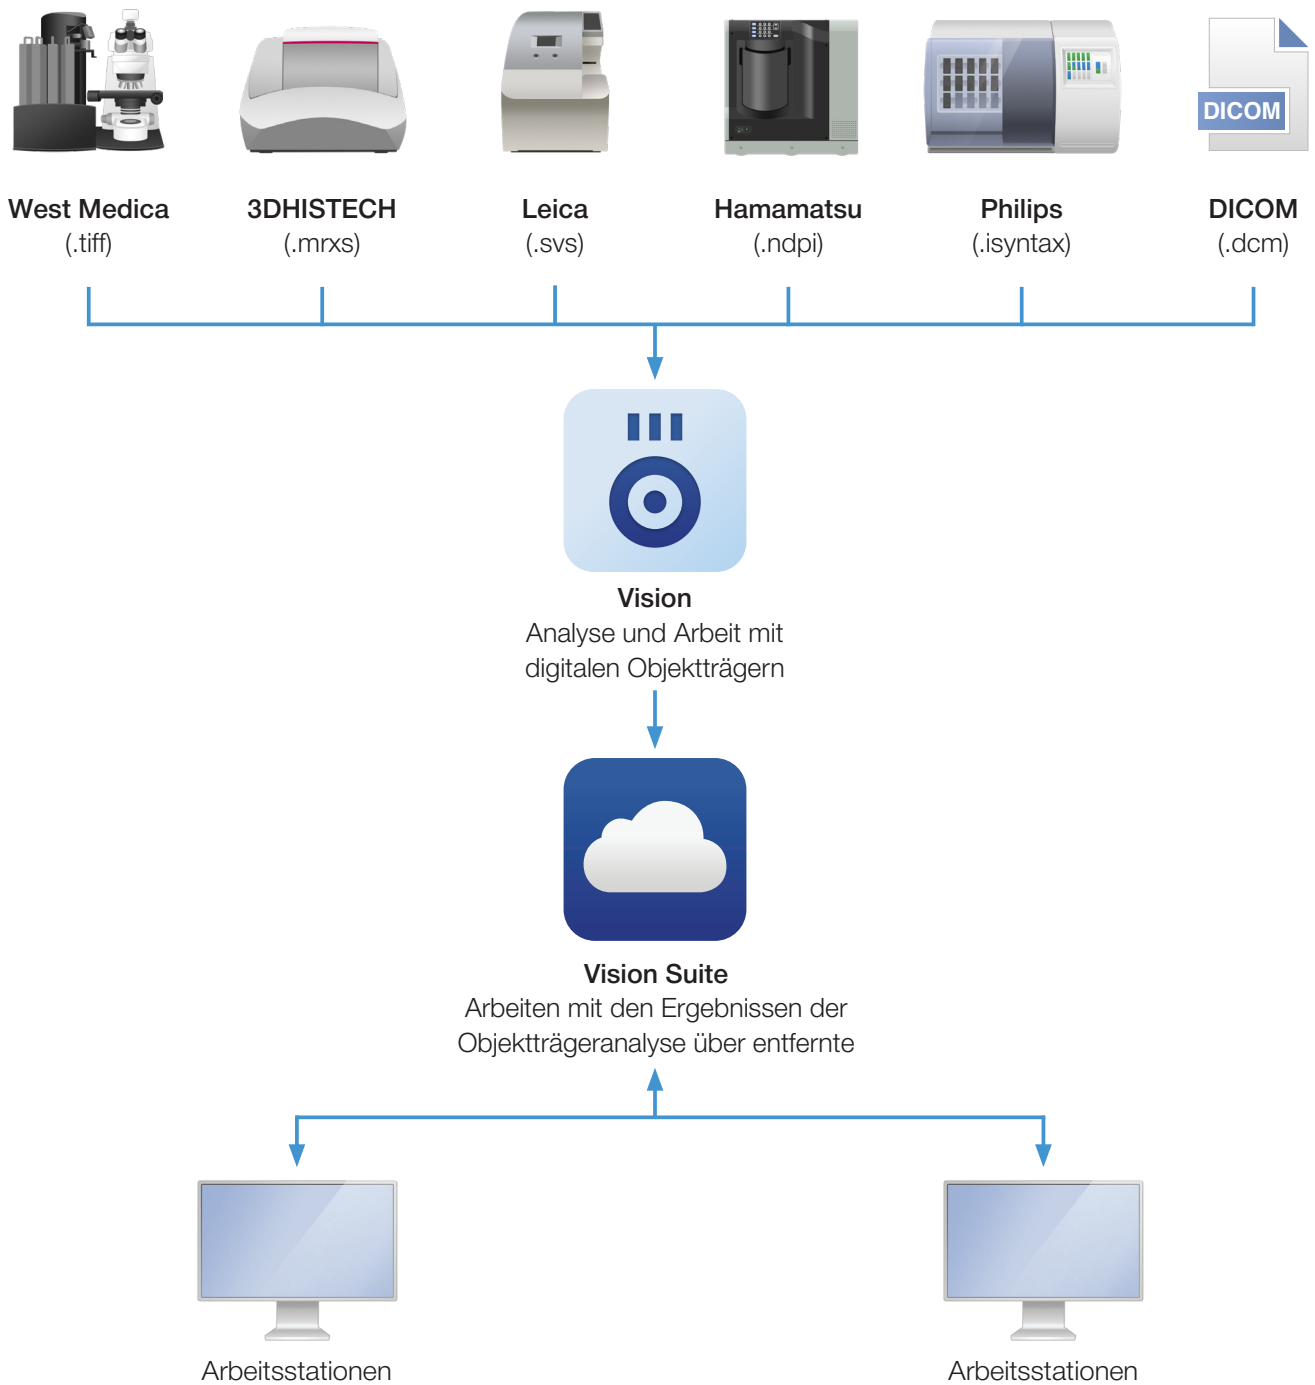 DICOM
West Medica
(.tiff)
3DHISTECH
(.mrxs)
Leica
(.svs)
Hamamatsu
(.ndpi)
Philips
(.isyntax)
DICOM
(.dcm)
Vision
Analyse und Arbeit mit
digitalen Objektträgern
Vision Suite
Arbeiten mit den Ergebnissen der
Objektträgeranalyse über entfernte
Arbeitsstationen
Arbeitsstationen